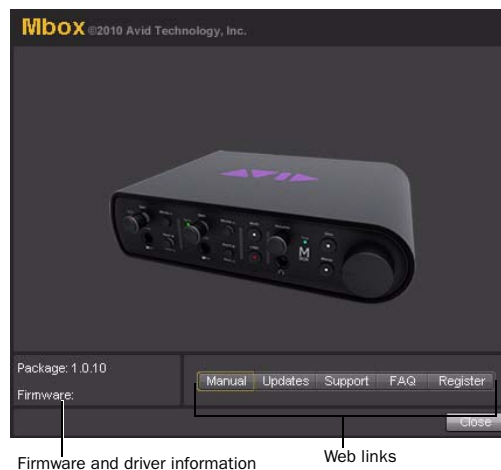 Mbox ©2010 Avid Technology, Inc.
AVID
Package: 1.0.10
Firmware:
Manual Updates Support FAQ Register
Close
Firmware and driver information
Web links